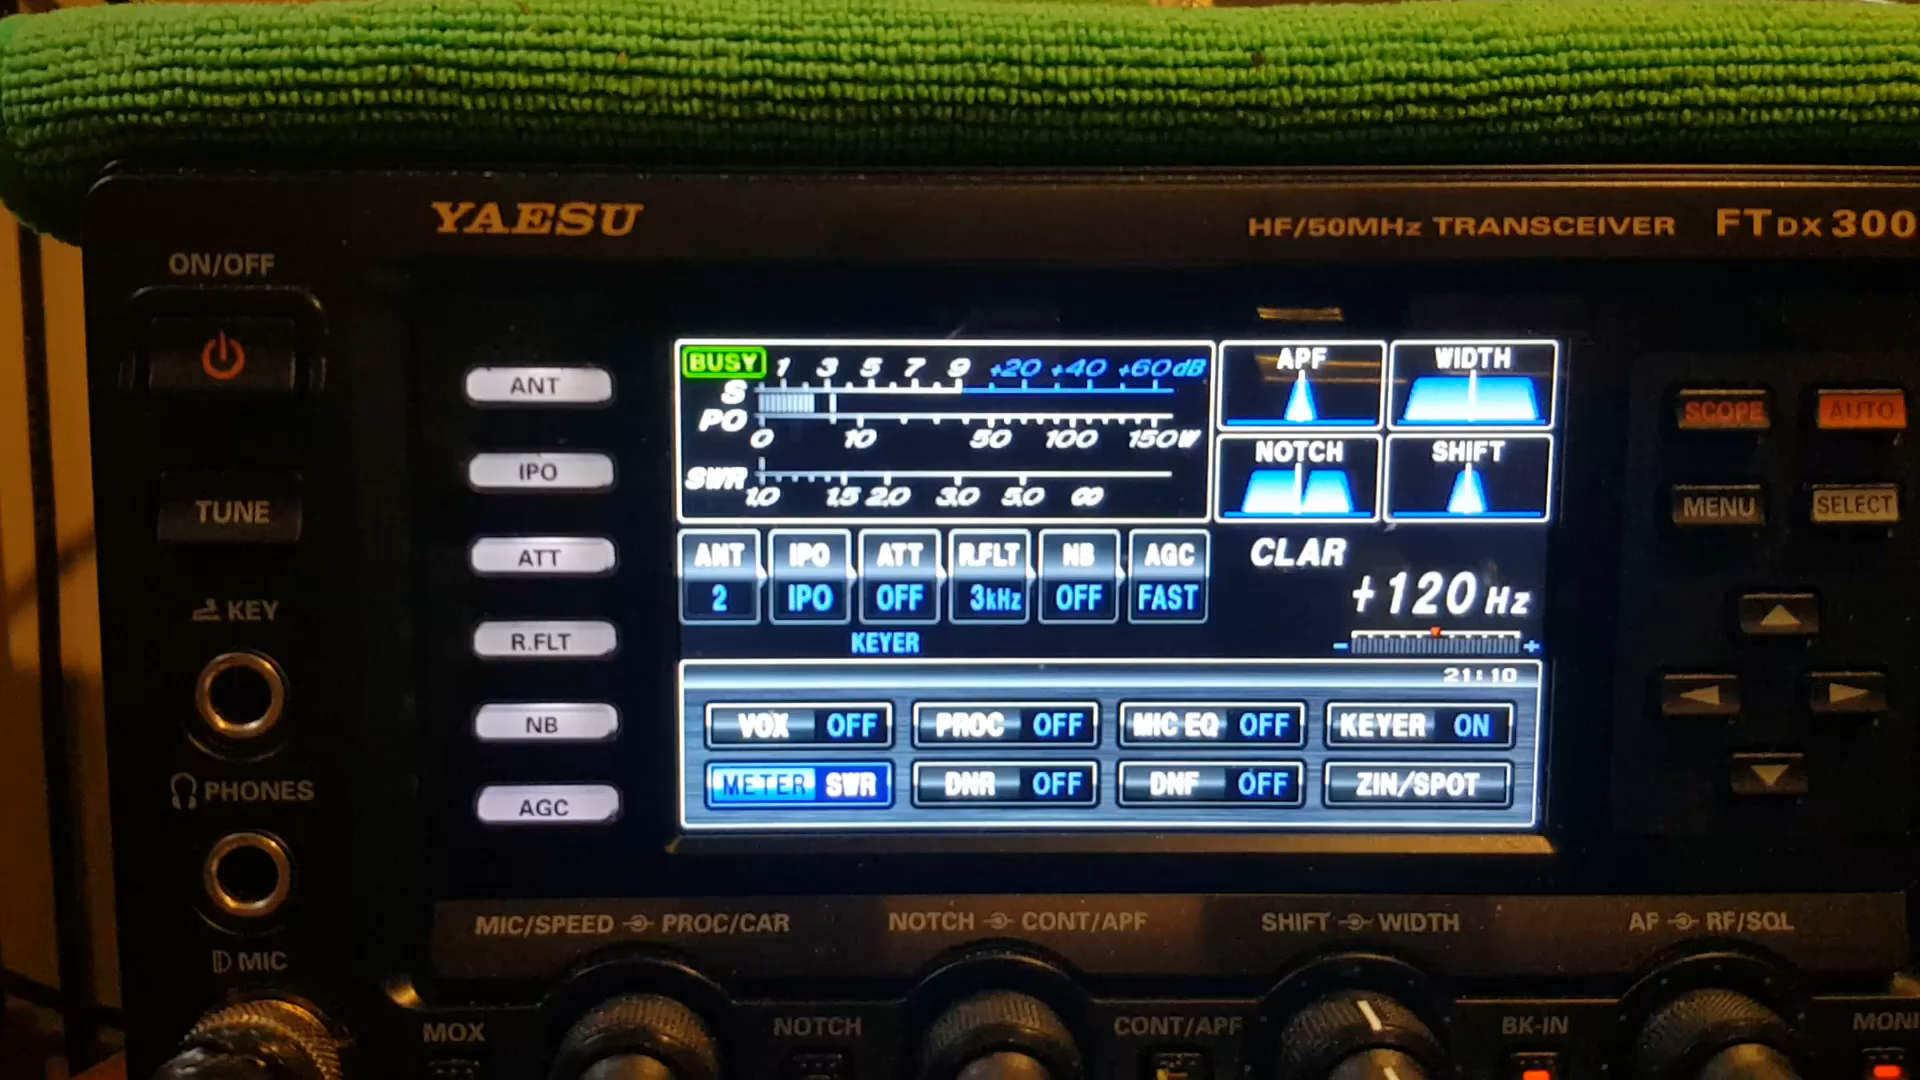 YAESU
HF/50MHz TRANSCEIVER FTDX 300
ON/OFF
TUNE
KEY
PHONES
MIC
ANT
IPO
ATT
R.FLT
NB
AGC
BUSY 1 3 5 7 9 +20 +40 +60dB
S
PO
0 10 50 100 150W
SWR
1.0 1.5 2.0 3.0 5.0 ∞
APF WIDTH
NOTCH SHIFT
ANT IPO ATT R.FLT NB AGC
2 IPO OFF 3kHz OFF FAST
CLAR
+120 Hz
- +
KEYER
21:10
VOX OFF PROC OFF MIC EQ OFF KEYER ON
METER SWR DNR OFF DNF OFF ZIN/SPOT
SCOPE AUTO
MENU SELECT
MIC/SPEED PROC/CAR NOTCH CONT/APF SHIFT WIDTH AF RF/SQL
MOX NOTCH CONT/APF BK-IN MONI